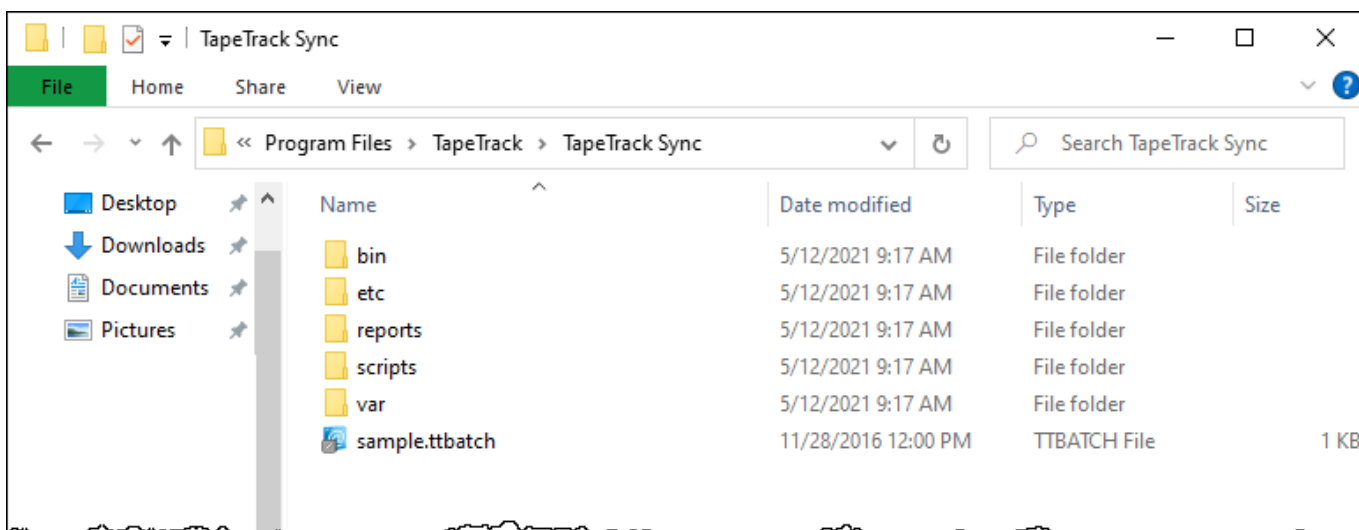 TapeTrack Sync
File Home Share View
« Program Files > TapeTrack > TapeTrack Sync Search TapeTrack Sync
Name Date modified Type Size
Desktop
Downloads
Documents
Pictures
bin 5/12/2021 9:17 AM File folder
etc 5/12/2021 9:17 AM File folder
reports 5/12/2021 9:17 AM File folder
scripts 5/12/2021 9:17 AM File folder
var 5/12/2021 9:17 AM File folder
sample.ttbatch 11/28/2016 12:00 PM TTBATCH File 1 KB